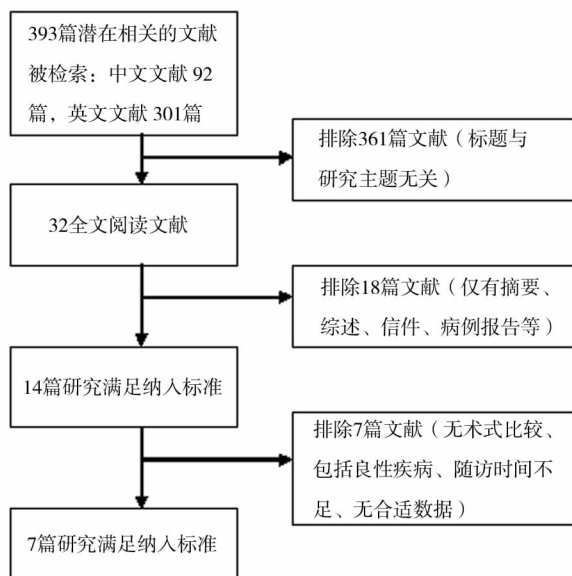 393篇潜在相关的文献
被检索：中文文献 92
篇，英文文献 301篇
排除361篇文献（标题与
研究主题无关）
32全文阅读文献
排除18篇文献（仅有摘要、
综述、信件、病例报告等）
14篇研究满足纳入标准
排除7篇文献（无术式比较、
包括良性疾病、随访时间不
足、无合适数据）
7篇研究满足纳入标准